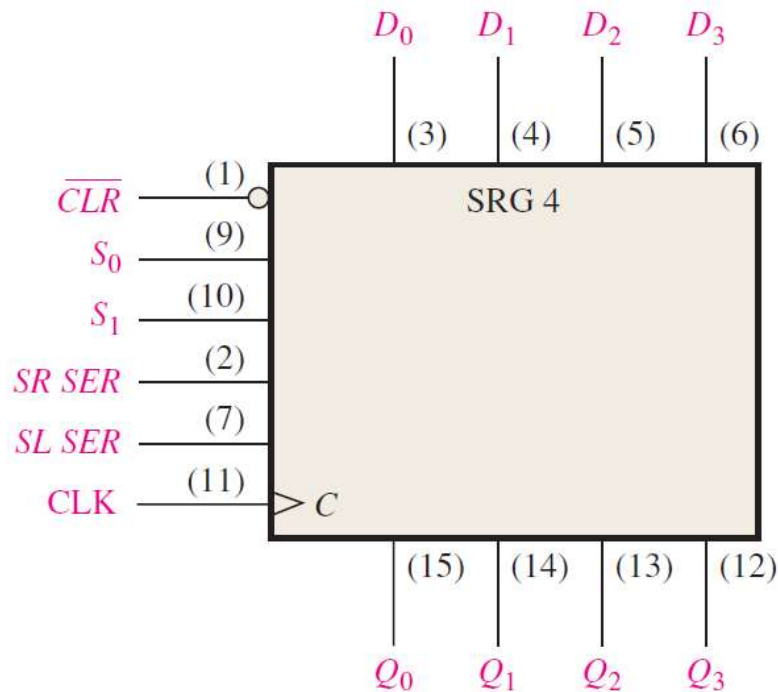 D₀ D₁ D₂ D₃
(3) (4) (5) (6)
C̅L̅R̅ (1) SRG 4
S₀ (9)
S₁ (10)
SR SER (2)
SL SER (7)
CLK (11) C
(15) (14) (13) (12)
Q₀ Q₁ Q₂ Q₃